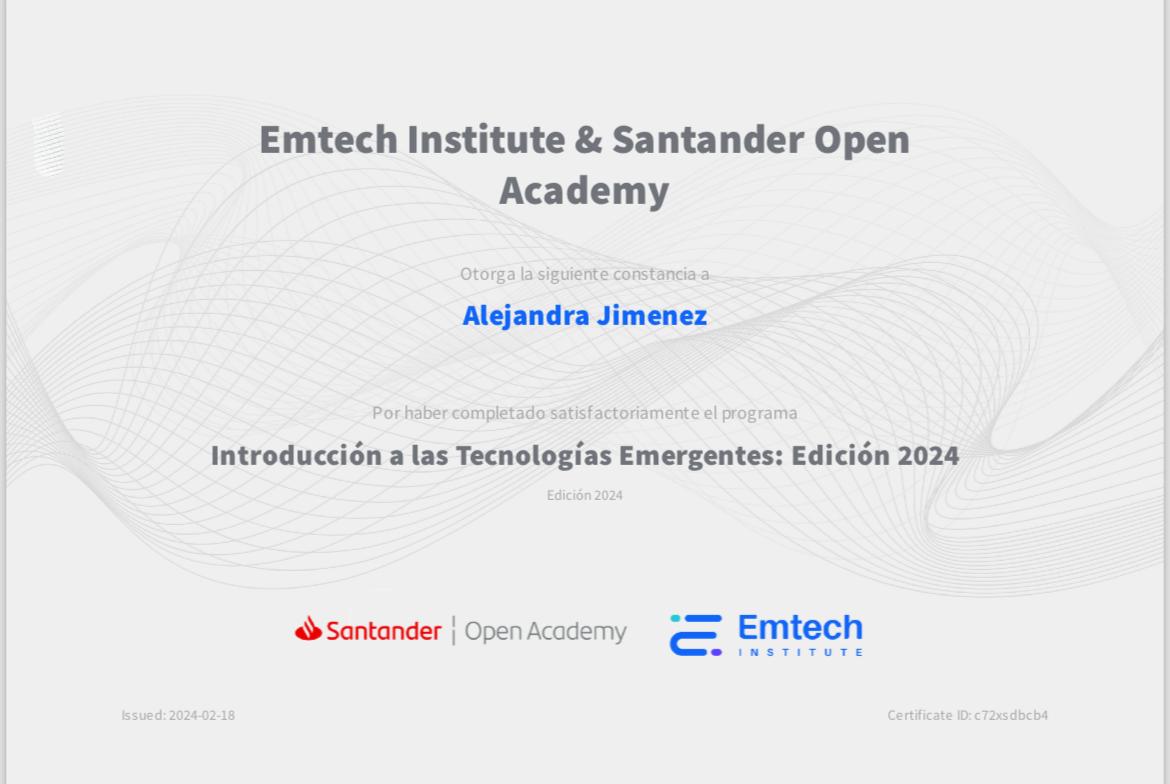 Emtech Institute & Santander Open
Academy
Otorga la siguiente constancia a
Alejandra Jimenez
Por haber completado satisfactoriamente el programa
Introducción a las Tecnologías Emergentes: Edición 2024
Edición 2024
Santander | Open Academy
Emtech
INSTITUTE
Issued: 2024-02-18
Certificate ID: c72xsdbcb4